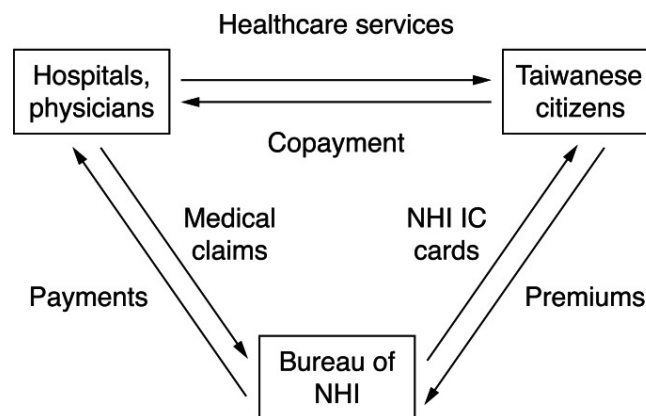 Healthcare services
Hospitals,
physicians
Taiwanese
citizens
Copayment
Medical
claims
NHI IC
cards
Payments
Premiums
Bureau of
NHI